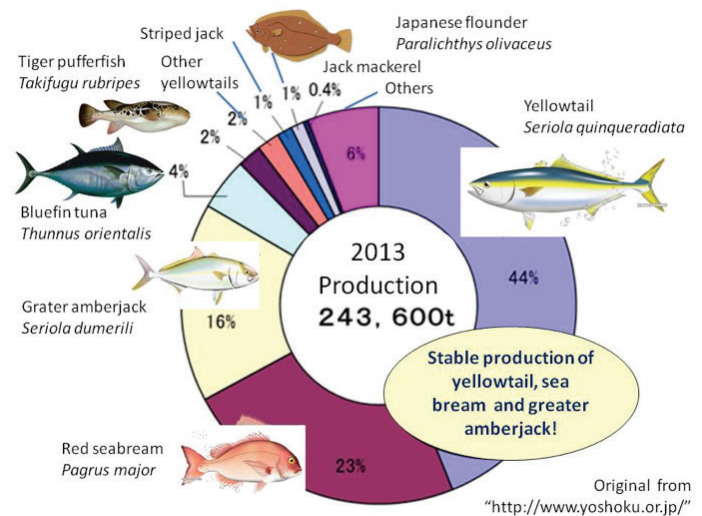 Striped jack
Japanese flounder
Paralichthys olivaceus
Tiger pufferfish
Takifugu rubripes
Other
yellowtails
Jack mackerel
Others
1%
1%
0.4%
2%
2%
4%
6%
Yellowtail
Seriola quinqueradiata
Bluefin tuna
Thunnus orientalis
2013
Production
243, 600t
44%
Grater amberjack
Seriola dumerili
16%
Stable production of
yellowtail, sea
bream and greater
amberjack!
Red seabream
Pagrus major
23%
Original from
“http://www.yoshoku.or.jp/”